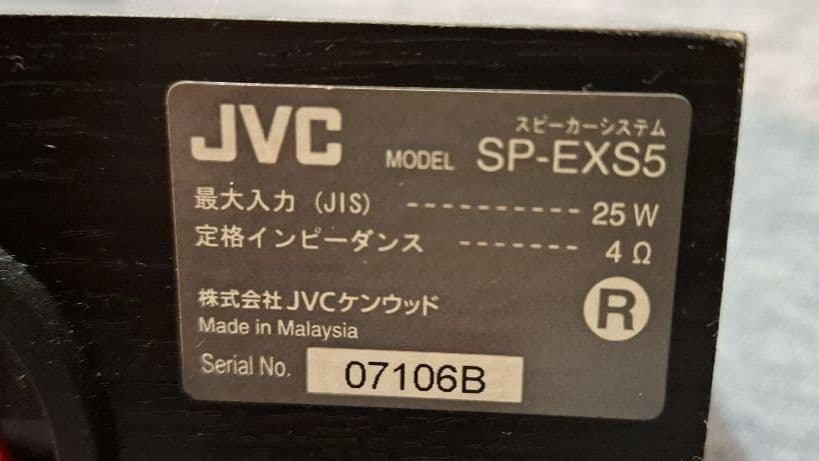 JVC
スピーカーシステム
MODEL SP-EXS5
最大入力 (JIS) ---------- 25 W
定格インピーダンス ------- 4 Ω
株式会社 JVCケンウッド
Made in Malaysia
R
Serial No. 07106B